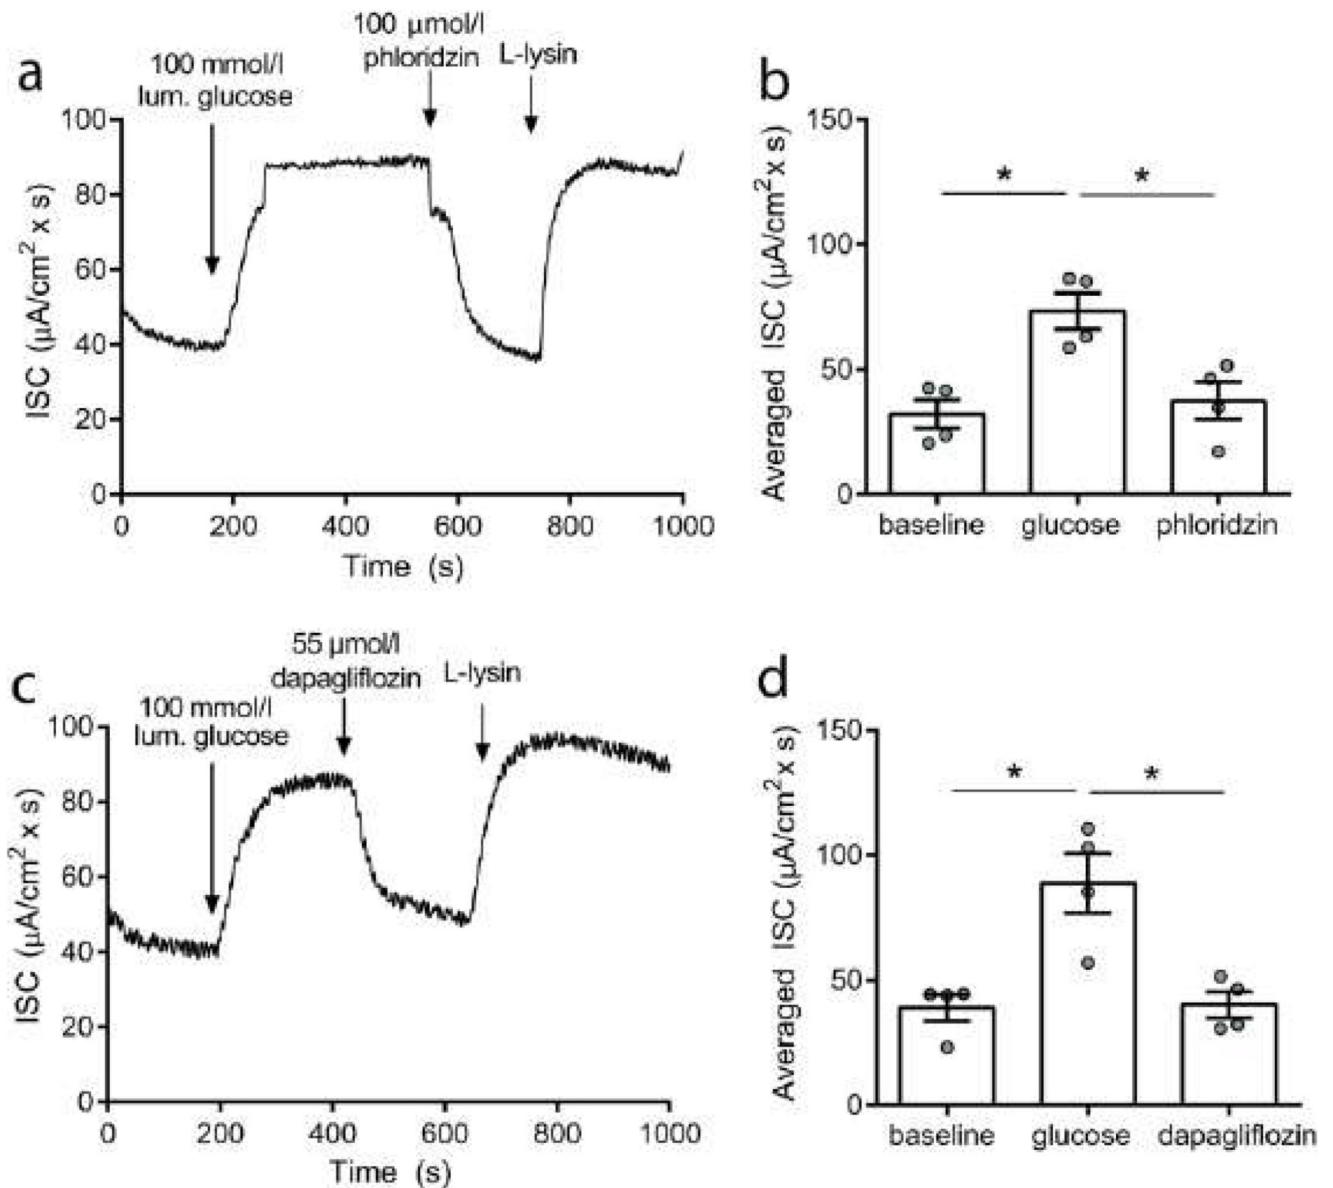 a
100 mmol/l
lum. glucose
100 µmol/l
phloridzin
L-lysin
100
80
60
40
20
0
ISC (µA/cm² x s)
0 200 400 600 800 1000
Time (s)
b
150
100
50
0
Averaged ISC (µA/cm² x s)
* *
baseline glucose phloridzin
c
100 mmol/l
lum. glucose
55 µmol/l
dapagliflozin
L-lysin
100
80
60
40
20
0
ISC (µA/cm² x s)
0 200 400 600 800 1000
Time (s)
d
150
100
50
0
Averaged ISC (µA/cm² x s)
* *
baseline glucose dapagliflozin